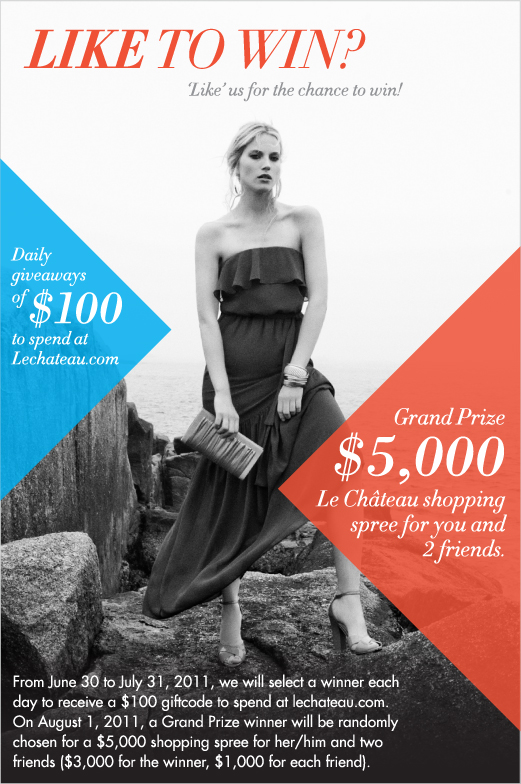 LIKE TO WIN?
‘Like’ us for the chance to win!
Daily
giveaways
of $100
to spend at
Lechateau.com
Grand Prize
$5,000
Le Château shopping
spree for you and
2 friends.
From June 30 to July 31, 2011, we will select a winner each
day to receive a $100 giftcode to spend at lechateau.com.
On August 1, 2011, a Grand Prize winner will be randomly
chosen for a $5,000 shopping spree for her/him and two
friends ($3,000 for the winner, $1,000 for each friend).